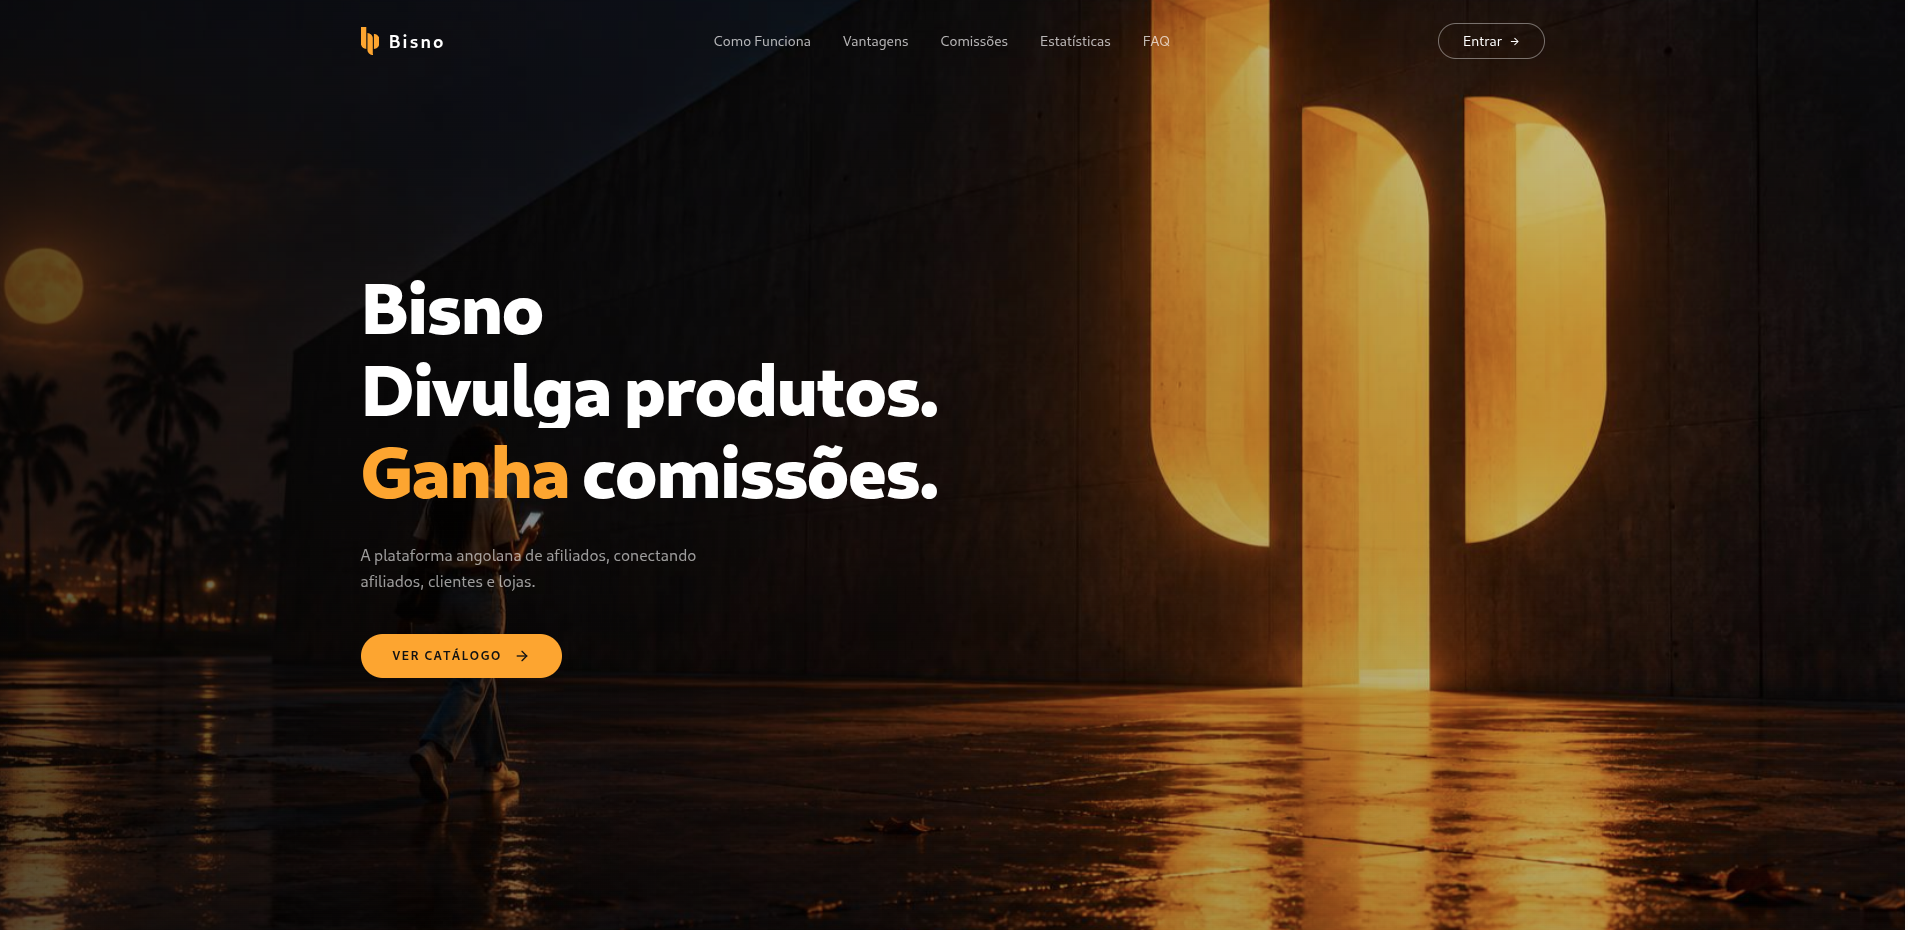 Bisno
Como Funciona
Vantagens
Comissões
Estatísticas
FAQ
Entrar →
Bisno
Divulga produtos.
Ganha comissões.
A plataforma angolana de afiliados, conectando
afiliados, clientes e lojas.
VER CATÁLOGO →